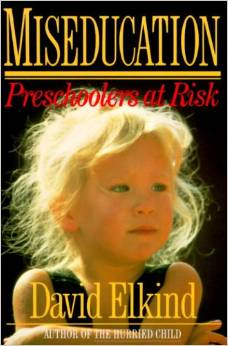 MISEDUCATION
Preschoolers at Risk
David Elkind
AUTHOR OF THE HURRIED CHILD